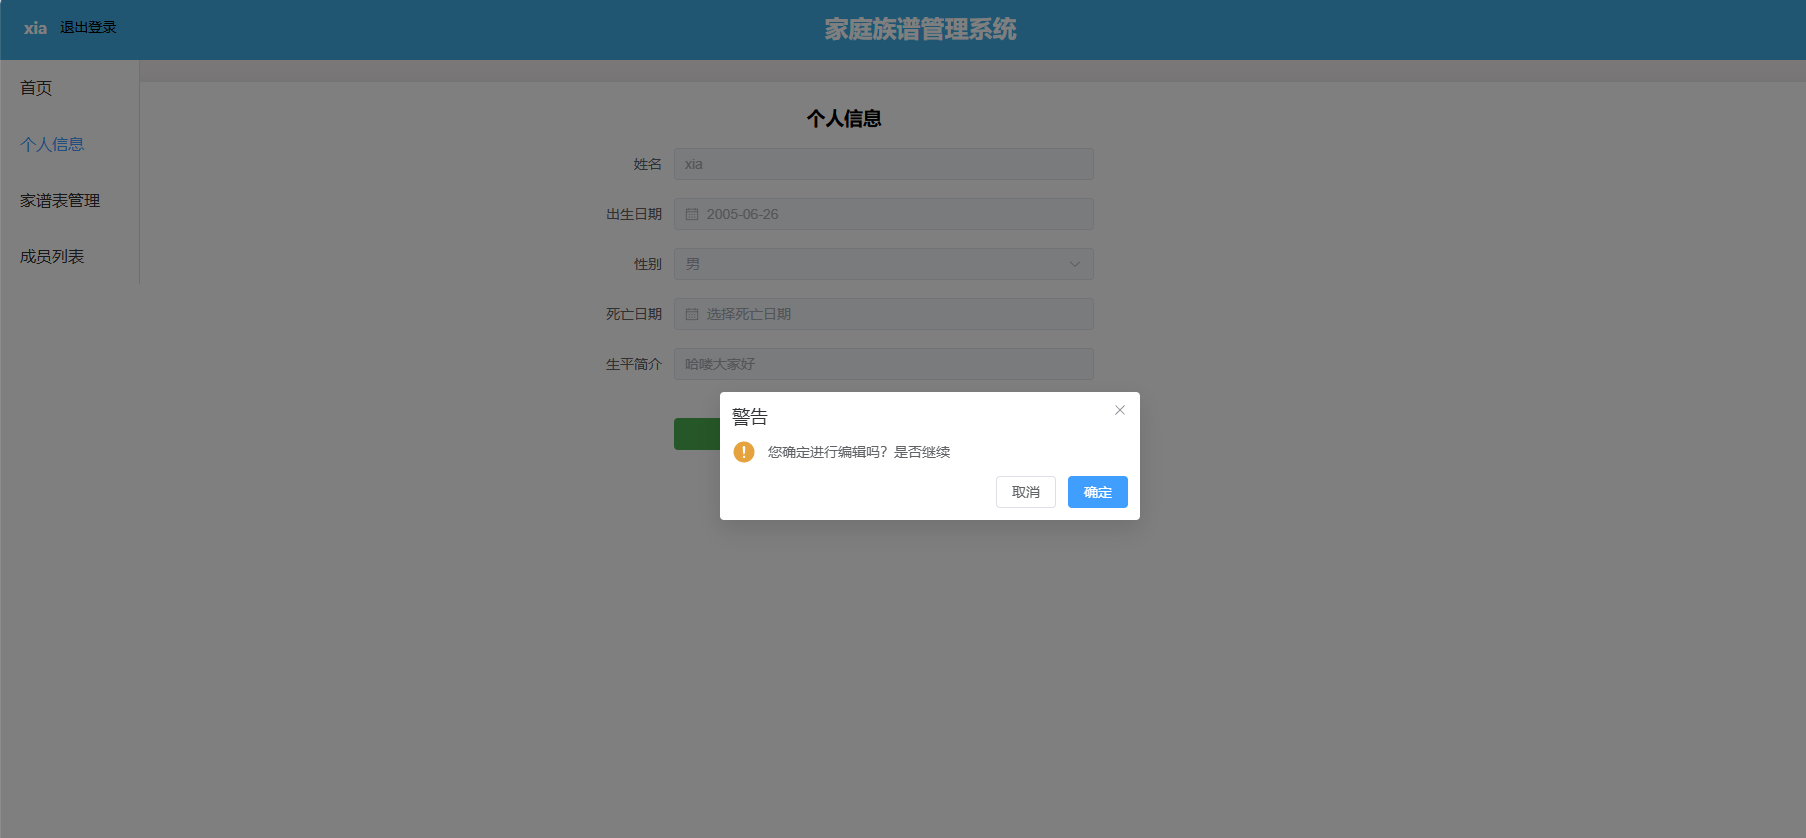 xia 退出登录
家庭族谱管理系统
首页
个人信息
家谱表管理
成员列表
个人信息
姓名 xia
出生日期 2005-06-26
性别 男
死亡日期 选择死亡日期
生平简介 哈喽大家好
警告
您确定进行编辑吗？是否继续
取消 确定